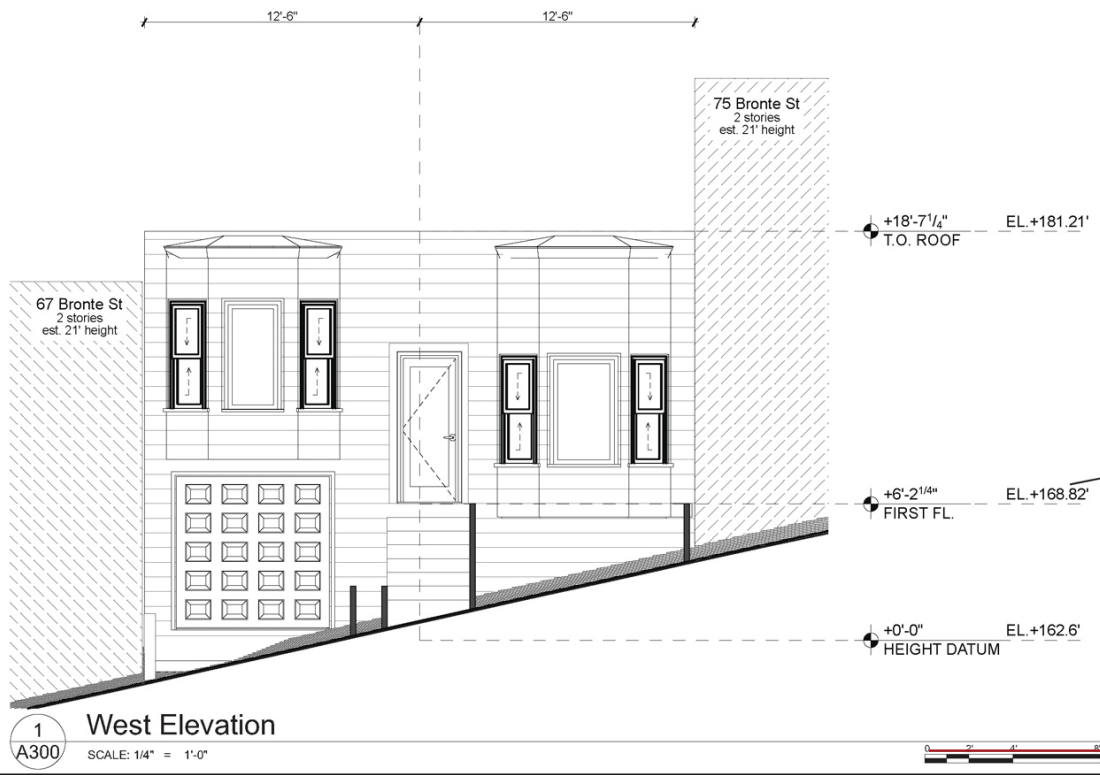 12'-6" 12'-6"
75 Bronte St
2 stories
est. 21' height
+18'-7 1/4" EL.+181.21'
T.O. ROOF
67 Bronte St
2 stories
est. 21' height
+6'-2 1/4" EL.+168.82'
FIRST FL.
+0'-0" EL.+162.6'
HEIGHT DATUM
1
A300
West Elevation
SCALE: 1/4" = 1'-0"
0 2' 4' 8'